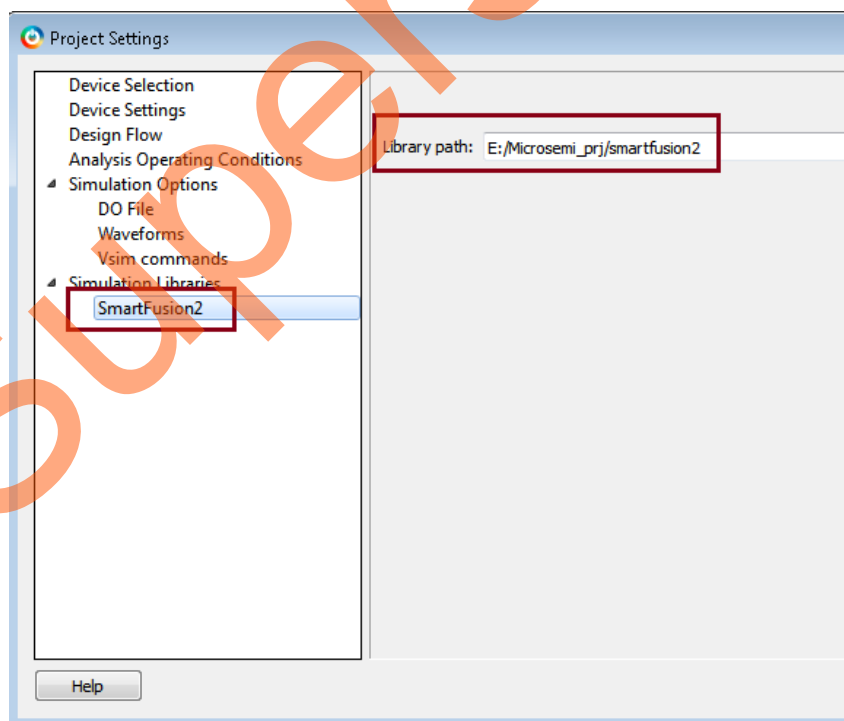 Project Settings
Device Selection
Device Settings
Design Flow
Analysis Operating Conditions
Simulation Options
DO File
Waveforms
Vsim commands
Simulation Libraries
SmartFusion2
Library path: E:/Microsemi_prj/smartfusion2
Help
Super